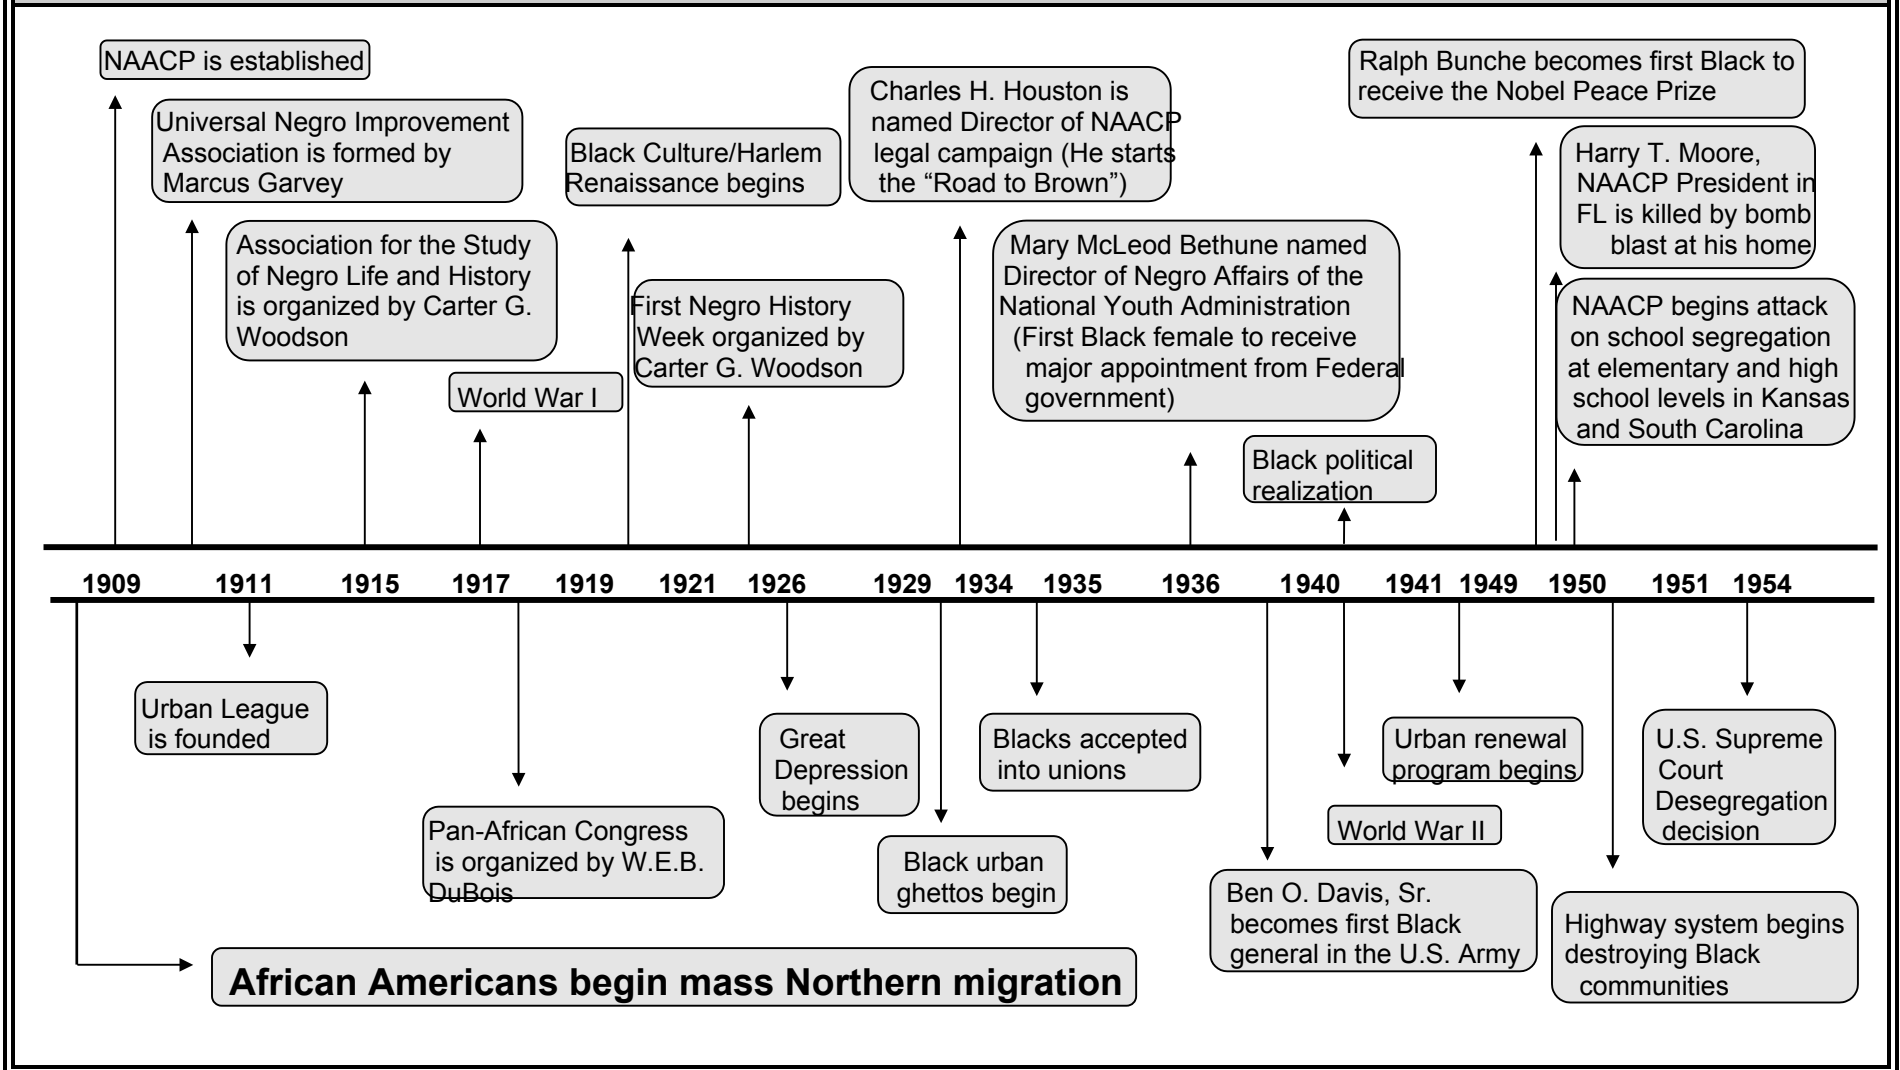 NAACP is established
Universal Negro Improvement
Association is formed by
Marcus Garvey
Association for the Study
of Negro Life and History
is organized by Carter G.
Woodson
World War I
Black Culture/Harlem
Renaissance begins
First Negro History
Week organized by
Carter G. Woodson
Charles H. Houston is
named Director of NAACP
legal campaign (He starts
the “Road to Brown”)
Mary McLeod Bethune named
Director of Negro Affairs of the
National Youth Administration
(First Black female to receive
major appointment from Federal
government)
Black political
realization
Ralph Bunche becomes first Black to
receive the Nobel Peace Prize
Harry T. Moore,
NAACP President in
FL is killed by bomb
blast at his home
NAACP begins attack
on school segregation
at elementary and high
school levels in Kansas
and South Carolina
1909 1911 1915 1917 1919 1921 1926 1929 1934 1935 1936 1940 1941 1949 1950 1951 1954
Urban League
is founded
Pan-African Congress
is organized by W.E.B.
DuBois
Great
Depression
begins
Black urban
ghettos begin
Blacks accepted
into unions
Ben O. Davis, Sr.
becomes first Black
general in the U.S. Army
World War II
Urban renewal
program begins
Highway system begins
destroying Black
communities
U.S. Supreme
Court
Desegregation
decision
African Americans begin mass Northern migration